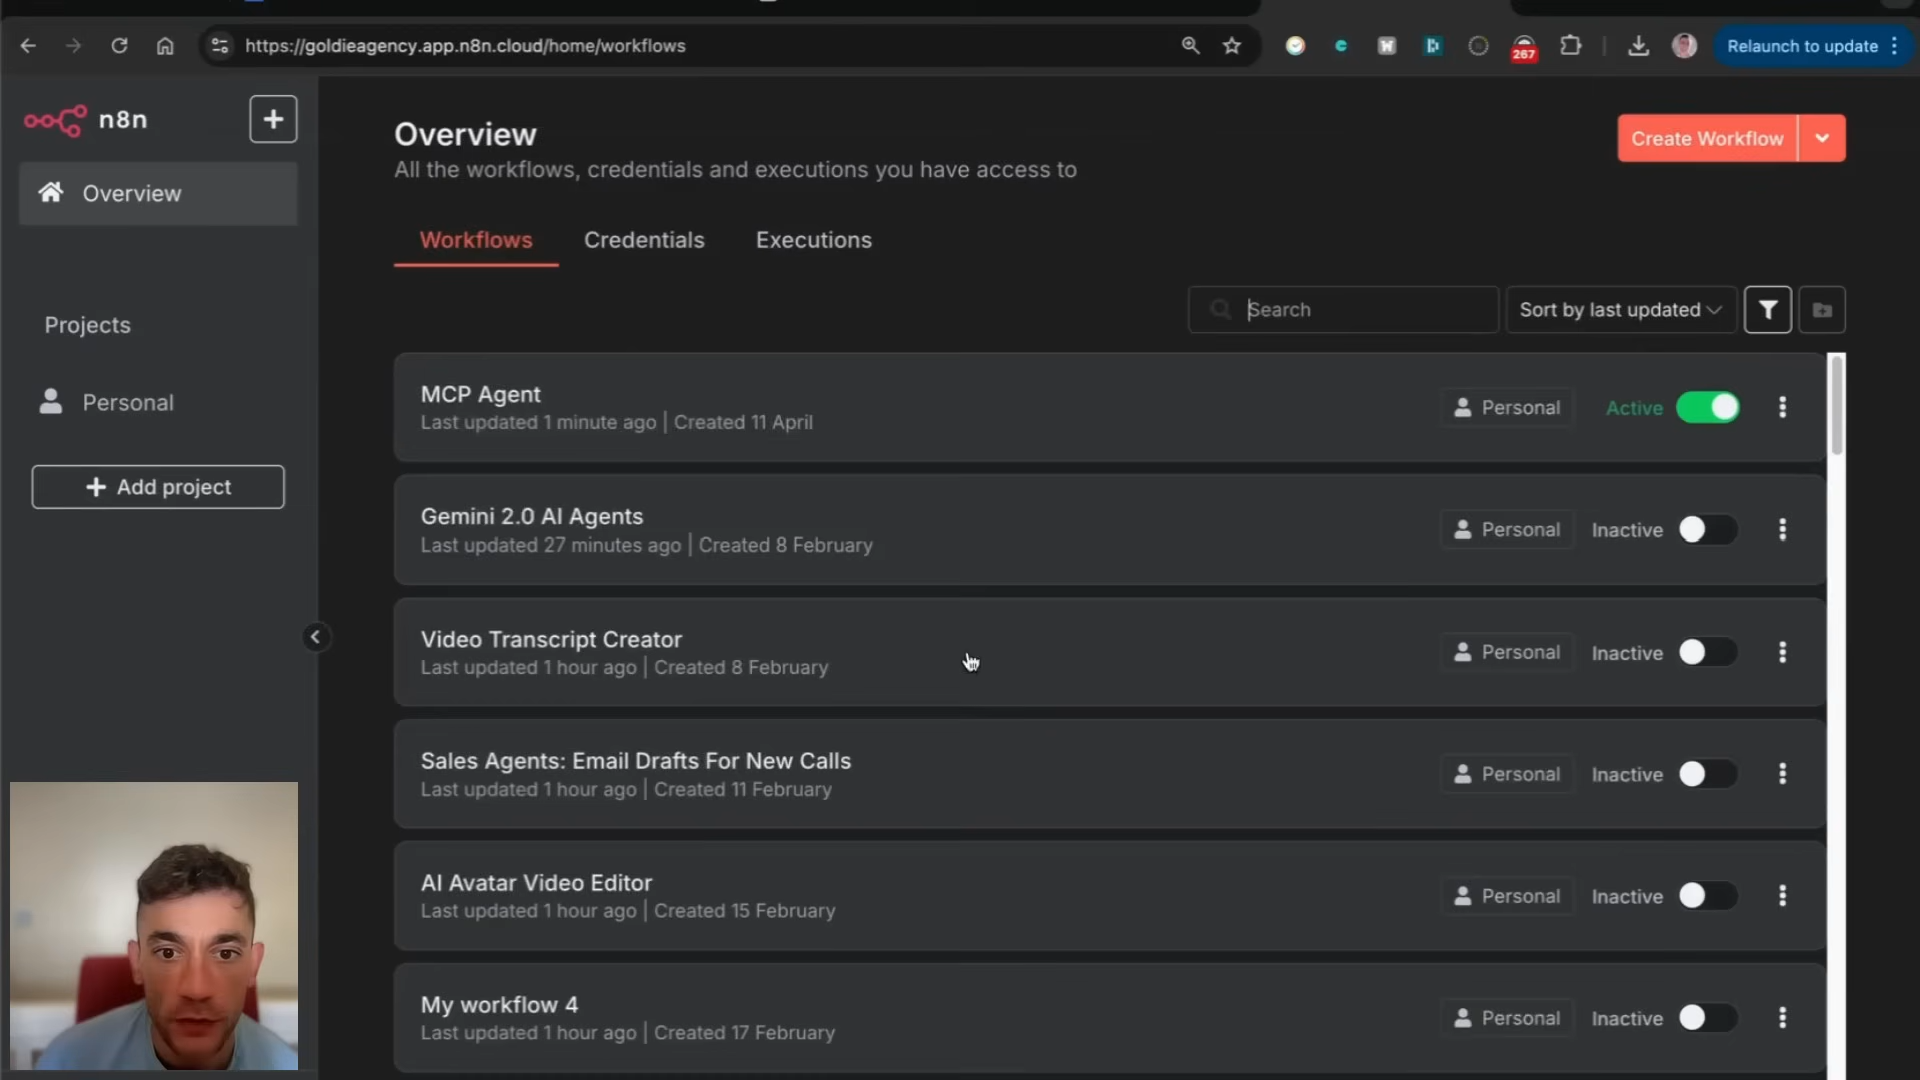 https://goldieagency.app.n8n.cloud/home/workflows
267
Relaunch to update
n8n
Overview
Projects
Personal
Add project
Overview
All the workflows, credentials and executions you have access to
Create Workflow
Workflows
Credentials
Executions
Search
Sort by last updated
MCP Agent
Last updated 1 minute ago | Created 11 April
Personal
Active
Gemini 2.0 AI Agents
Last updated 27 minutes ago | Created 8 February
Personal
Inactive
Video Transcript Creator
Last updated 1 hour ago | Created 8 February
Personal
Inactive
Sales Agents: Email Drafts For New Calls
Last updated 1 hour ago | Created 11 February
Personal
Inactive
AI Avatar Video Editor
Last updated 1 hour ago | Created 15 February
Personal
Inactive
My workflow 4
Last updated 1 hour ago | Created 17 February
Personal
Inactive